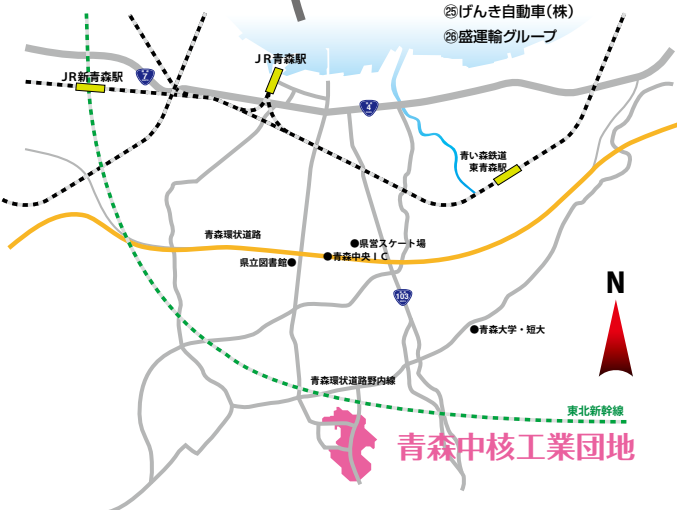 ㉕げんき自動車(株)
㉖盛運輸グループ
JR青森駅
JR新青森駅
7
4
青い森鉄道
東青森駅
青森環状道路
県営スケート場
青森中央IC
県立図書館
103
N
青森大学・短大
青森環状道路野内線
東北新幹線
青森中核工業団地